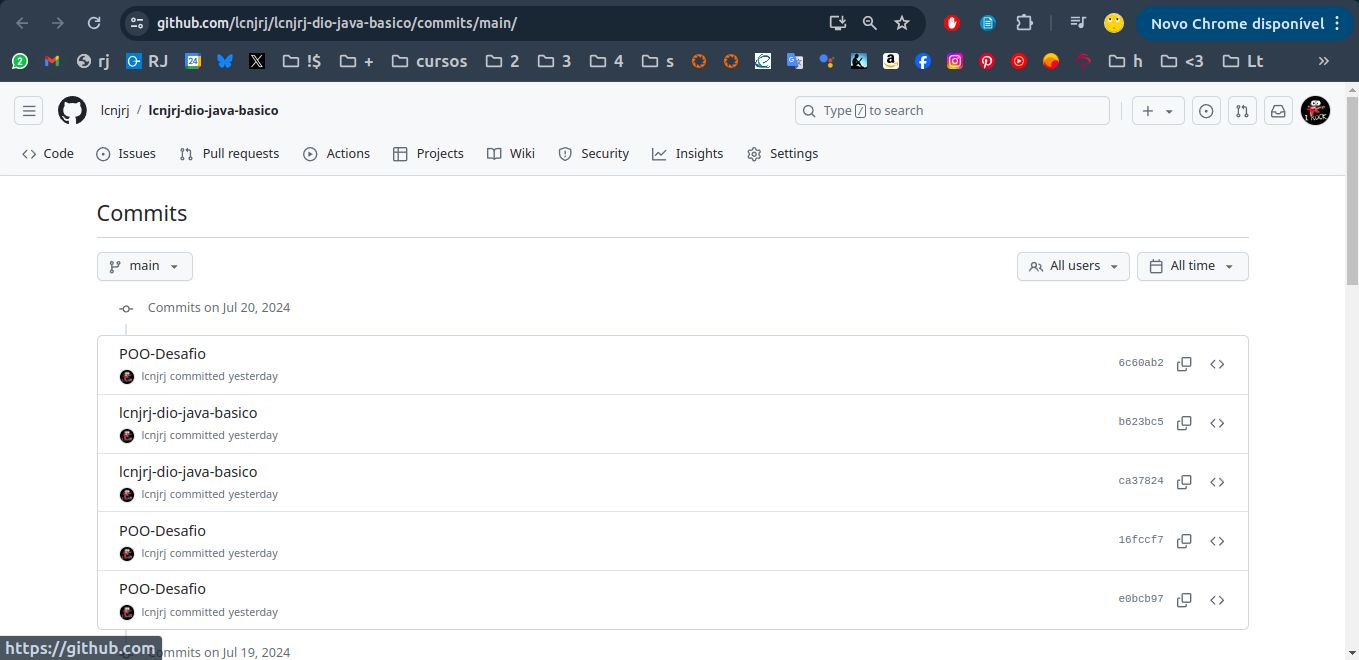 github.com/lcnjrj/lcnjrj-dio-java-basico/commits/main/
Novo Chrome disponível
2 rj RJ 24 !$ + cursos 2 3 4 s h <3 Lt »
lcnjrj / lcnjrj-dio-java-basico
Type / to search
Code Issues Pull requests Actions Projects Wiki Security Insights Settings
Commits
main All users All time
Commits on Jul 20, 2024
POO-Desafio
lcnjrj committed yesterday
6c60ab2
lcnjrj-dio-java-basico
lcnjrj committed yesterday
b623bc5
lcnjrj-dio-java-basico
lcnjrj committed yesterday
ca37824
POO-Desafio
lcnjrj committed yesterday
16fccf7
POO-Desafio
lcnjrj committed yesterday
e0bcb97
https://github.com
ommits on Jul 19, 2024